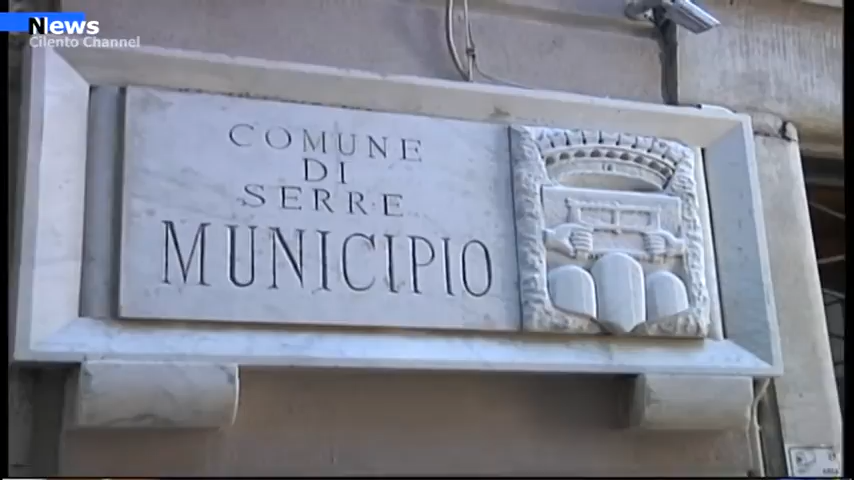 News
Cilento Channel
COMUNE
DI
SERRE
MUNICIPIO